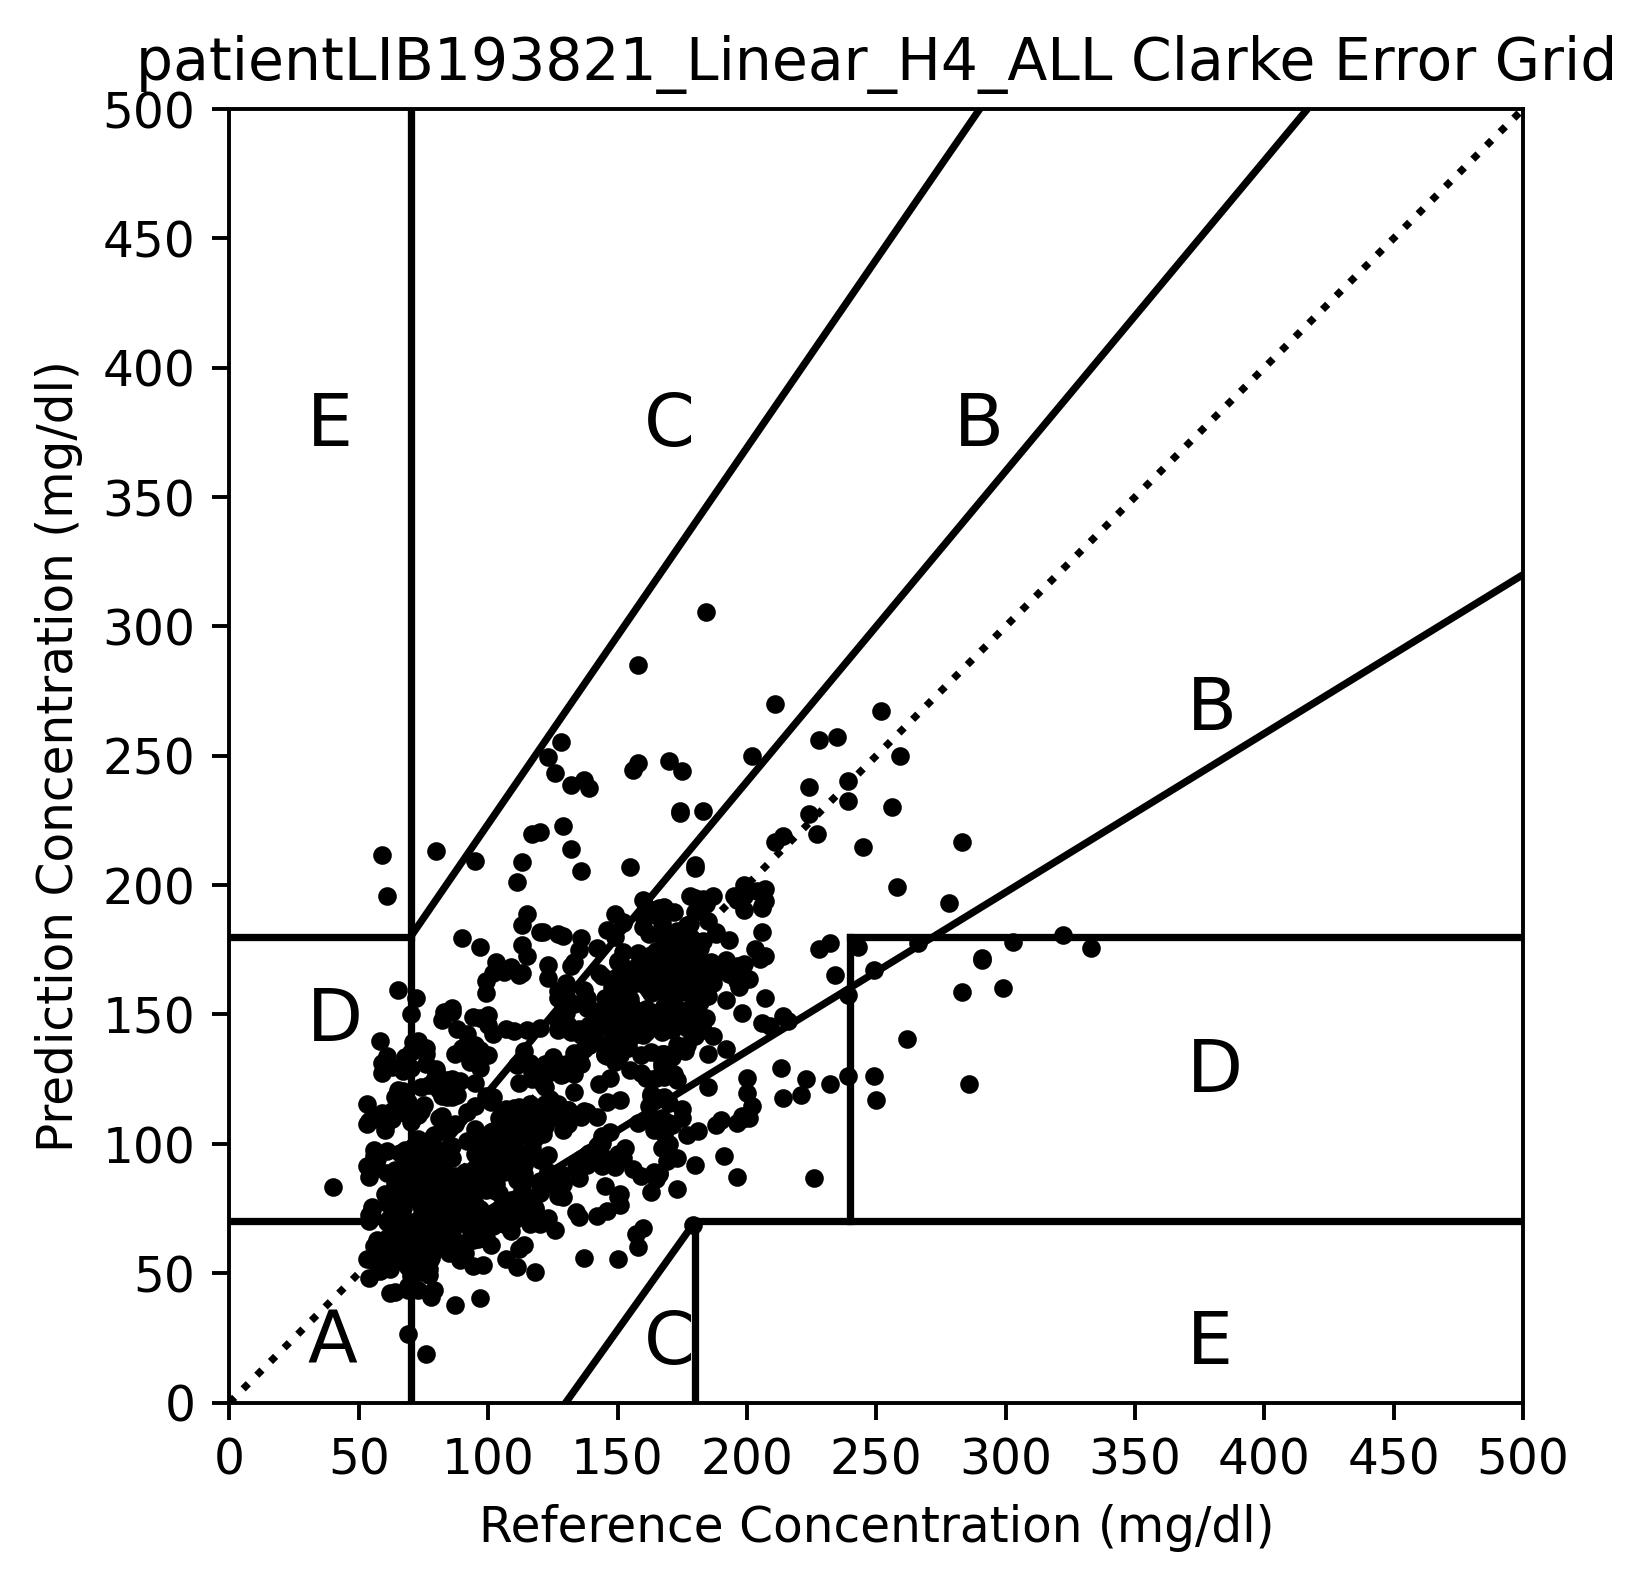 patientLIB193821_Linear_H4_ALL Clarke Error Grid
500
450
400
350
300
250
200
150
100
50
0
Prediction Concentration (mg/dl)
E
C
B
B
D
D
A
C
E
0 50 100 150 200 250 300 350 400 450 500
Reference Concentration (mg/dl)